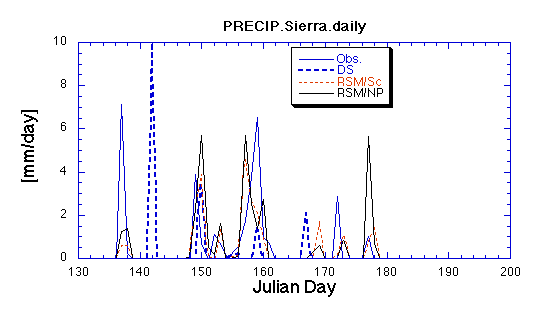 PRECIP.Sierra.daily
Obs.
DS
RSM/Sc
RSM/NP
[mm/day]
10
8
6
4
2
0
130 140 150 160 170 180 190 200
Julian Day